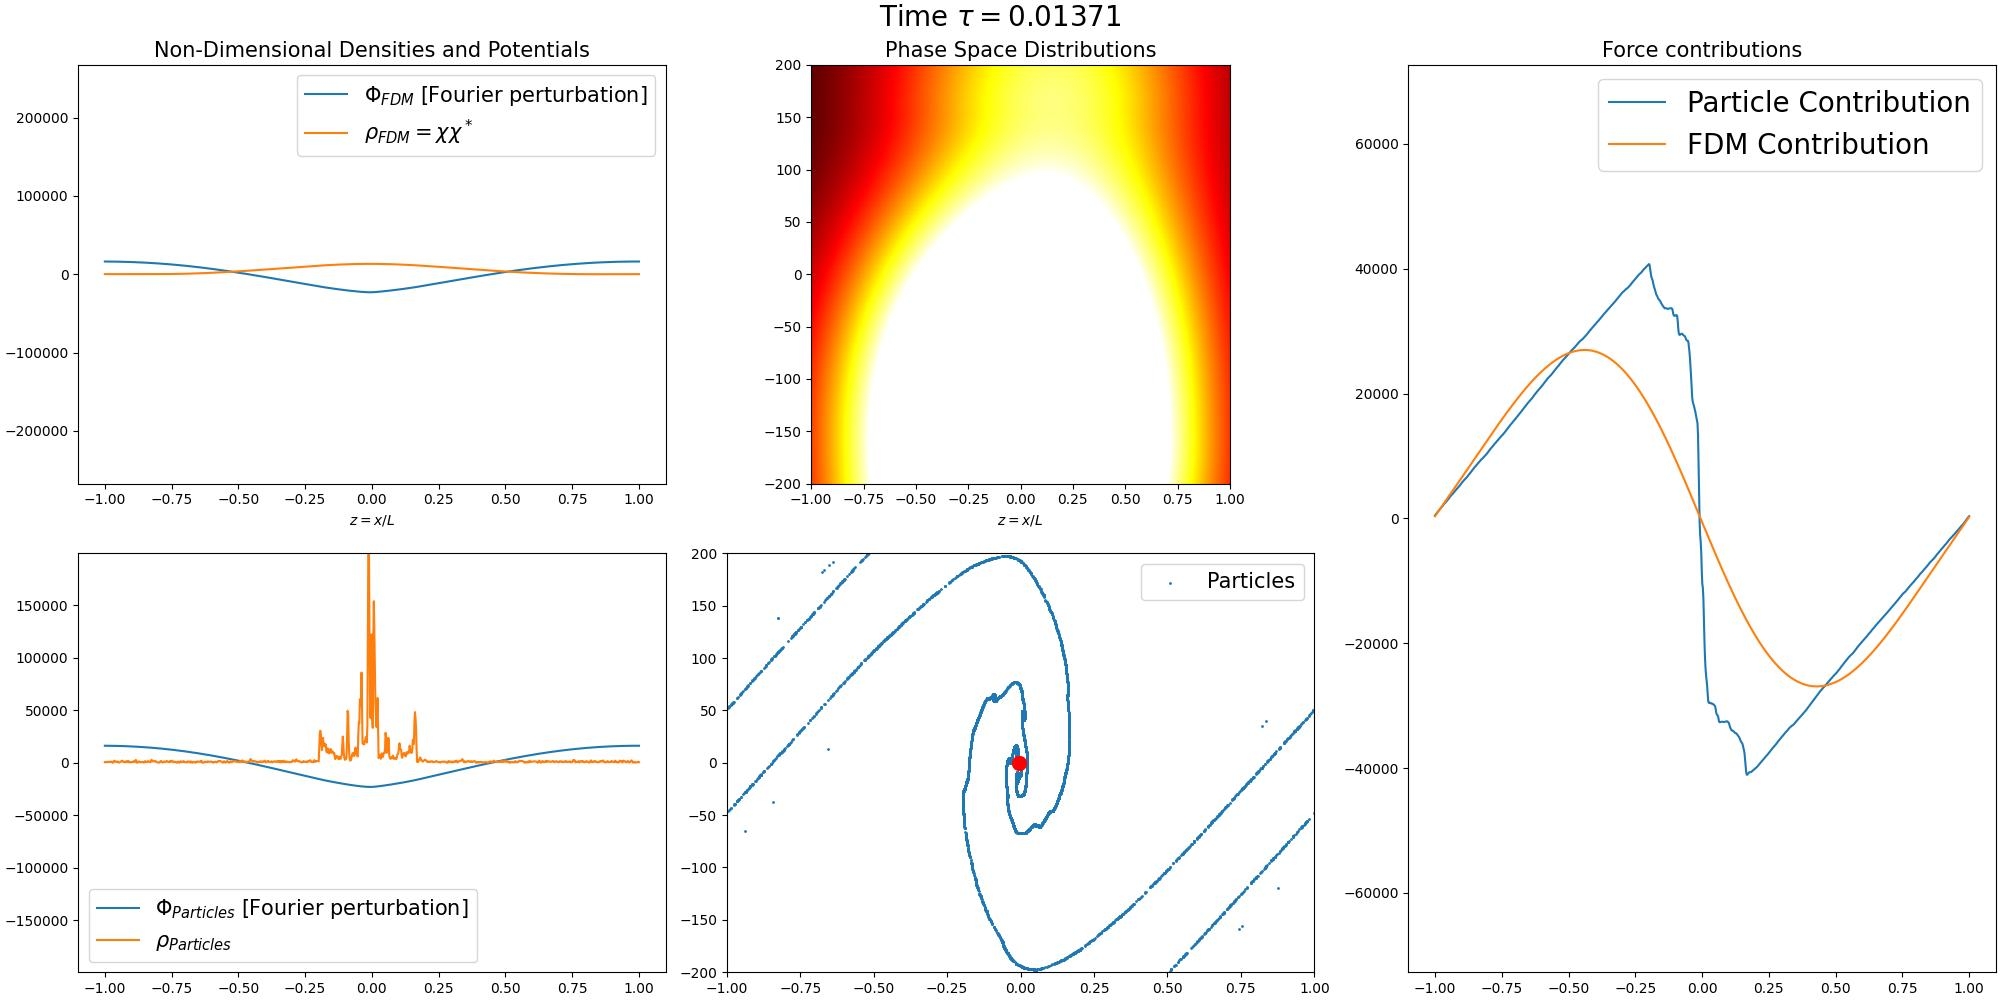 Time τ = 0.01371
Non-Dimensional Densities and Potentials
Φ_FDM [Fourier perturbation]
ρ_FDM = χχ*
200000
100000
0
−100000
−200000
−1.00 −0.75 −0.50 −0.25 0.00 0.25 0.50 0.75 1.00
z = x/L
Phase Space Distributions
200
150
100
50
0
−50
−100
−150
−200
−1.00 −0.75 −0.50 −0.25 0.00 0.25 0.50 0.75 1.00
z = x/L
Force contributions
Particle Contribution
FDM Contribution
60000
40000
20000
0
−20000
−40000
−60000
−1.00 −0.75 −0.50 −0.25 0.00 0.25 0.50 0.75 1.00
150000
100000
50000
0
−50000
−100000
−150000
Φ_Particles [Fourier perturbation]
ρ_Particles
−1.00 −0.75 −0.50 −0.25 0.00 0.25 0.50 0.75 1.00
Particles
200
150
100
50
0
−50
−100
−150
−200
−1.00 −0.75 −0.50 −0.25 0.00 0.25 0.50 0.75 1.00